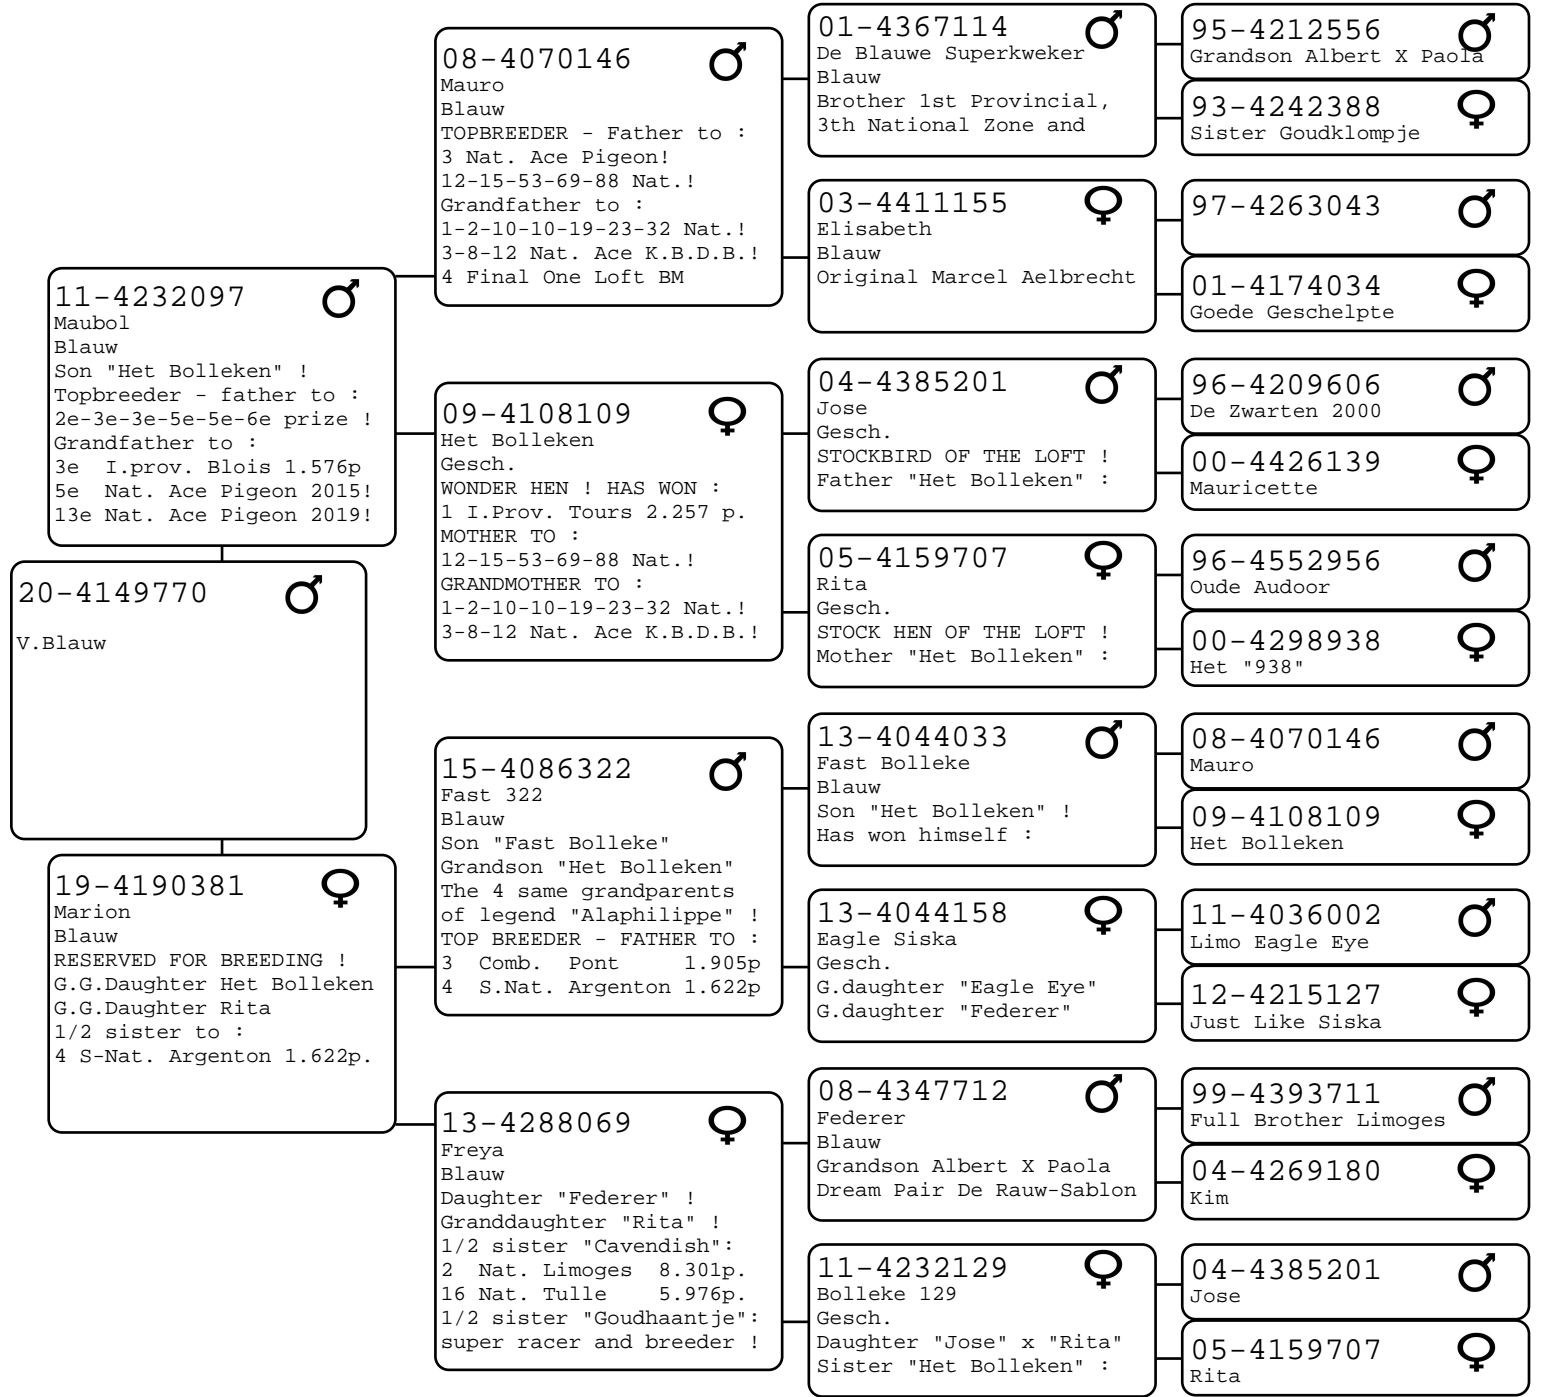 20-4149770
V.Blauw
11-4232097
Maubol
Blauw
Son "Het Bolleken" !
Topbreeder - father to :
2e-3e-3e-5e-5e-6e prize !
Grandfather to :
3e  I.prov. Blois 1.576p
5e  Nat. Ace Pigeon 2015!
13e Nat. Ace Pigeon 2019!
19-4190381
Marion
Blauw
RESERVED FOR BREEDING !
G.G.Daughter Het Bolleken
G.G.Daughter Rita
1/2 sister to :
4 S-Nat. Argenton 1.622p.
08-4070146
Mauro
Blauw
TOPBREEDER - Father to :
3 Nat. Ace Pigeon!
12-15-53-69-88 Nat.!
Grandfather to :
1-2-10-10-19-23-32 Nat.!
3-8-12 Nat. Ace K.B.D.B.!
4 Final One Loft BM
09-4108109
Het Bolleken
Gesch.
WONDER HEN ! HAS WON :
1 I.Prov. Tours 2.257 p.
MOTHER TO :
12-15-53-69-88 Nat.!
GRANDMOTHER TO :
1-2-10-10-19-23-32 Nat.!
3-8-12 Nat. Ace K.B.D.B.!
15-4086322
Fast 322
Blauw
Son "Fast Bolleke"
Grandson "Het Bolleken"
The 4 same grandparents
of legend "Alaphilippe" !
TOP BREEDER - FATHER TO :
3  Comb.  Pont     1.905p
4  S.Nat. Argenton 1.622p
13-4288069
Freya
Blauw
Daughter "Federer" !
Granddaughter "Rita" !
1/2 sister "Cavendish":
2  Nat. Limoges  8.301p.
16 Nat. Tulle    5.976p.
1/2 sister "Goudhaantje":
super racer and breeder !
01-4367114
De Blauwe Superkweker
Blauw
Brother 1st Provincial,
3th National Zone and
03-4411155
Elisabeth
Blauw
Original Marcel Aelbrecht
04-4385201
Jose
Gesch.
STOCKBIRD OF THE LOFT !
Father "Het Bolleken" :
05-4159707
Rita
Gesch.
STOCK HEN OF THE LOFT !
Mother "Het Bolleken" :
13-4044033
Fast Bolleke
Blauw
Son "Het Bolleken" !
Has won himself :
13-4044158
Eagle Siska
Gesch.
G.daughter "Eagle Eye"
G.daughter "Federer"
08-4347712
Federer
Blauw
Grandson Albert X Paola
Dream Pair De Rauw-Sablon
11-4232129
Bolleke 129
Gesch.
Daughter "Jose" x "Rita"
Sister "Het Bolleken" :
95-4212556
Grandson Albert X Paola
93-4242388
Sister Goudklompje
97-4263043
01-4174034
Goede Geschelpte
96-4209606
De Zwarten 2000
00-4426139
Mauricette
96-4552956
Oude Audoor
00-4298938
Het "938"
08-4070146
Mauro
09-4108109
Het Bolleken
11-4036002
Limo Eagle Eye
12-4215127
Just Like Siska
99-4393711
Full Brother Limoges
04-4269180
Kim
04-4385201
Jose
05-4159707
Rita